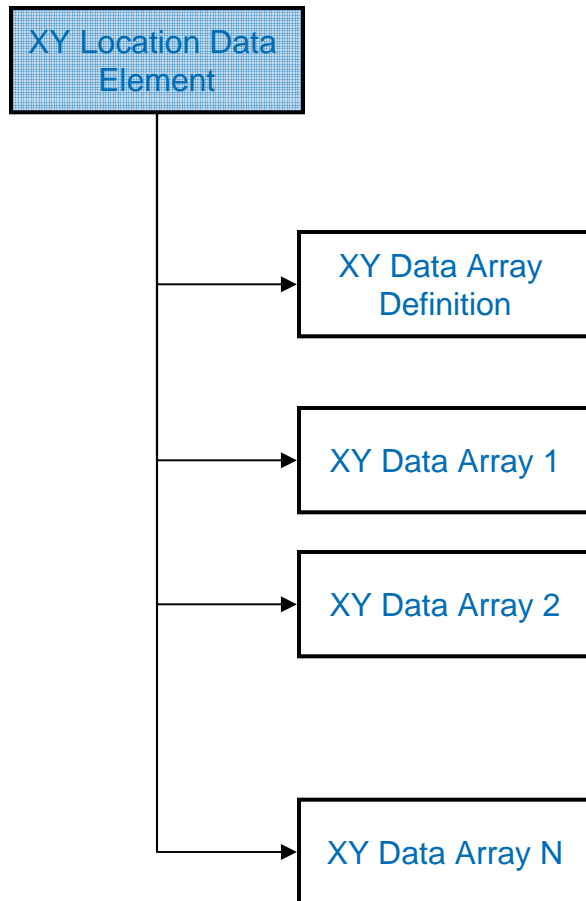 XY Location Data
Element
XY Data Array
Definition
XY Data Array 1
XY Data Array 2
XY Data Array N